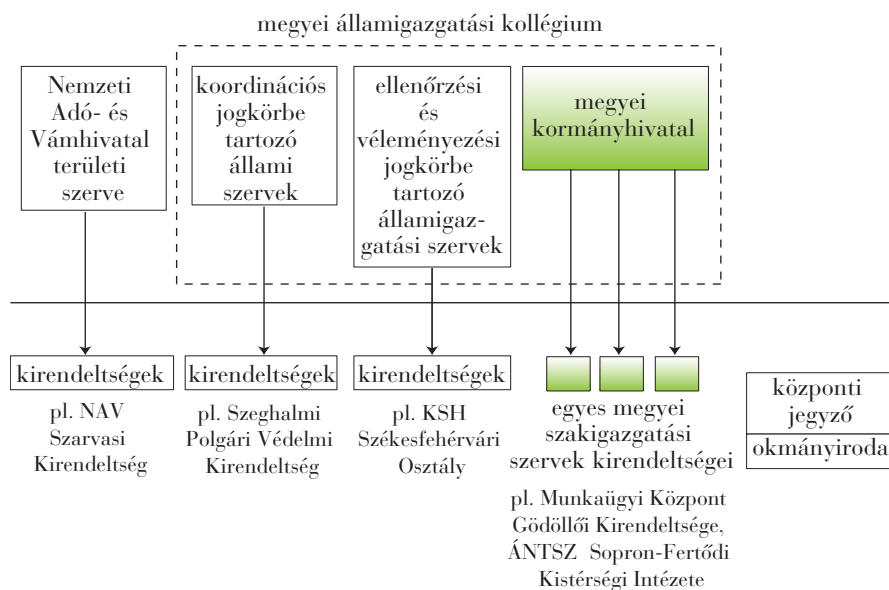 megyei államigazgatási kollégium
Nemzeti
Adó- és
Vámhivatal
területi
szerve
koordinációs
jogkörbe
tartozó
állami
szervek
ellenőrzési
és
véleményezési
jogkörbe
tartozó
államigaz-
gatási szervek
megyei
kormányhivatal
kirendeltségek
pl. NAV
Szarvasi
Kirendeltség
kirendeltségek
pl. Szeghalmi
Polgári Védelmi
Kirendeltség
kirendeltségek
pl. KSH
Székesfehérvári
Osztály
egyes megyei
szakigazgatási
szervek kirendeltségei
pl. Munkaügyi Központ
Gödöllői Kirendeltsége,
ÁNTSZ Sopron-Fertődi
Kistérségi Intézete
központi
jegyző
okmányiroda